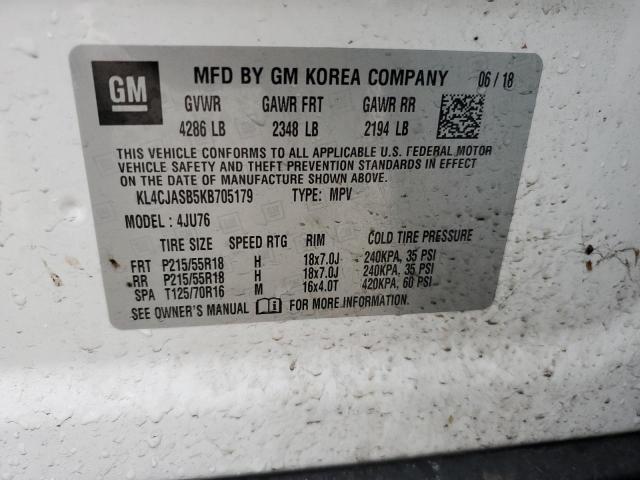 GM MFD BY GM KOREA COMPANY 06/18
GVWR GAWR FRT GAWR RR
4286 LB 2348 LB 2194 LB
THIS VEHICLE CONFORMS TO ALL APPLICABLE U.S. FEDERAL MOTOR
VEHICLE SAFETY AND THEFT PREVENTION STANDARDS IN EFFECT
ON THE DATE OF MANUFACTURE SHOWN ABOVE.
KL4CJASB5KB705179 TYPE: MPV
MODEL: 4JU76
TIRE SIZE SPEED RTG RIM COLD TIRE PRESSURE
FRT P215/55R18 H 18x7.0J 240KPA, 35 PSI
RR P215/55R18 H 18x7.0J 240KPA, 35 PSI
SPA T125/70R16 M 16x4.0T 420KPA, 60 PSI
SEE OWNER'S MANUAL FOR MORE INFORMATION.